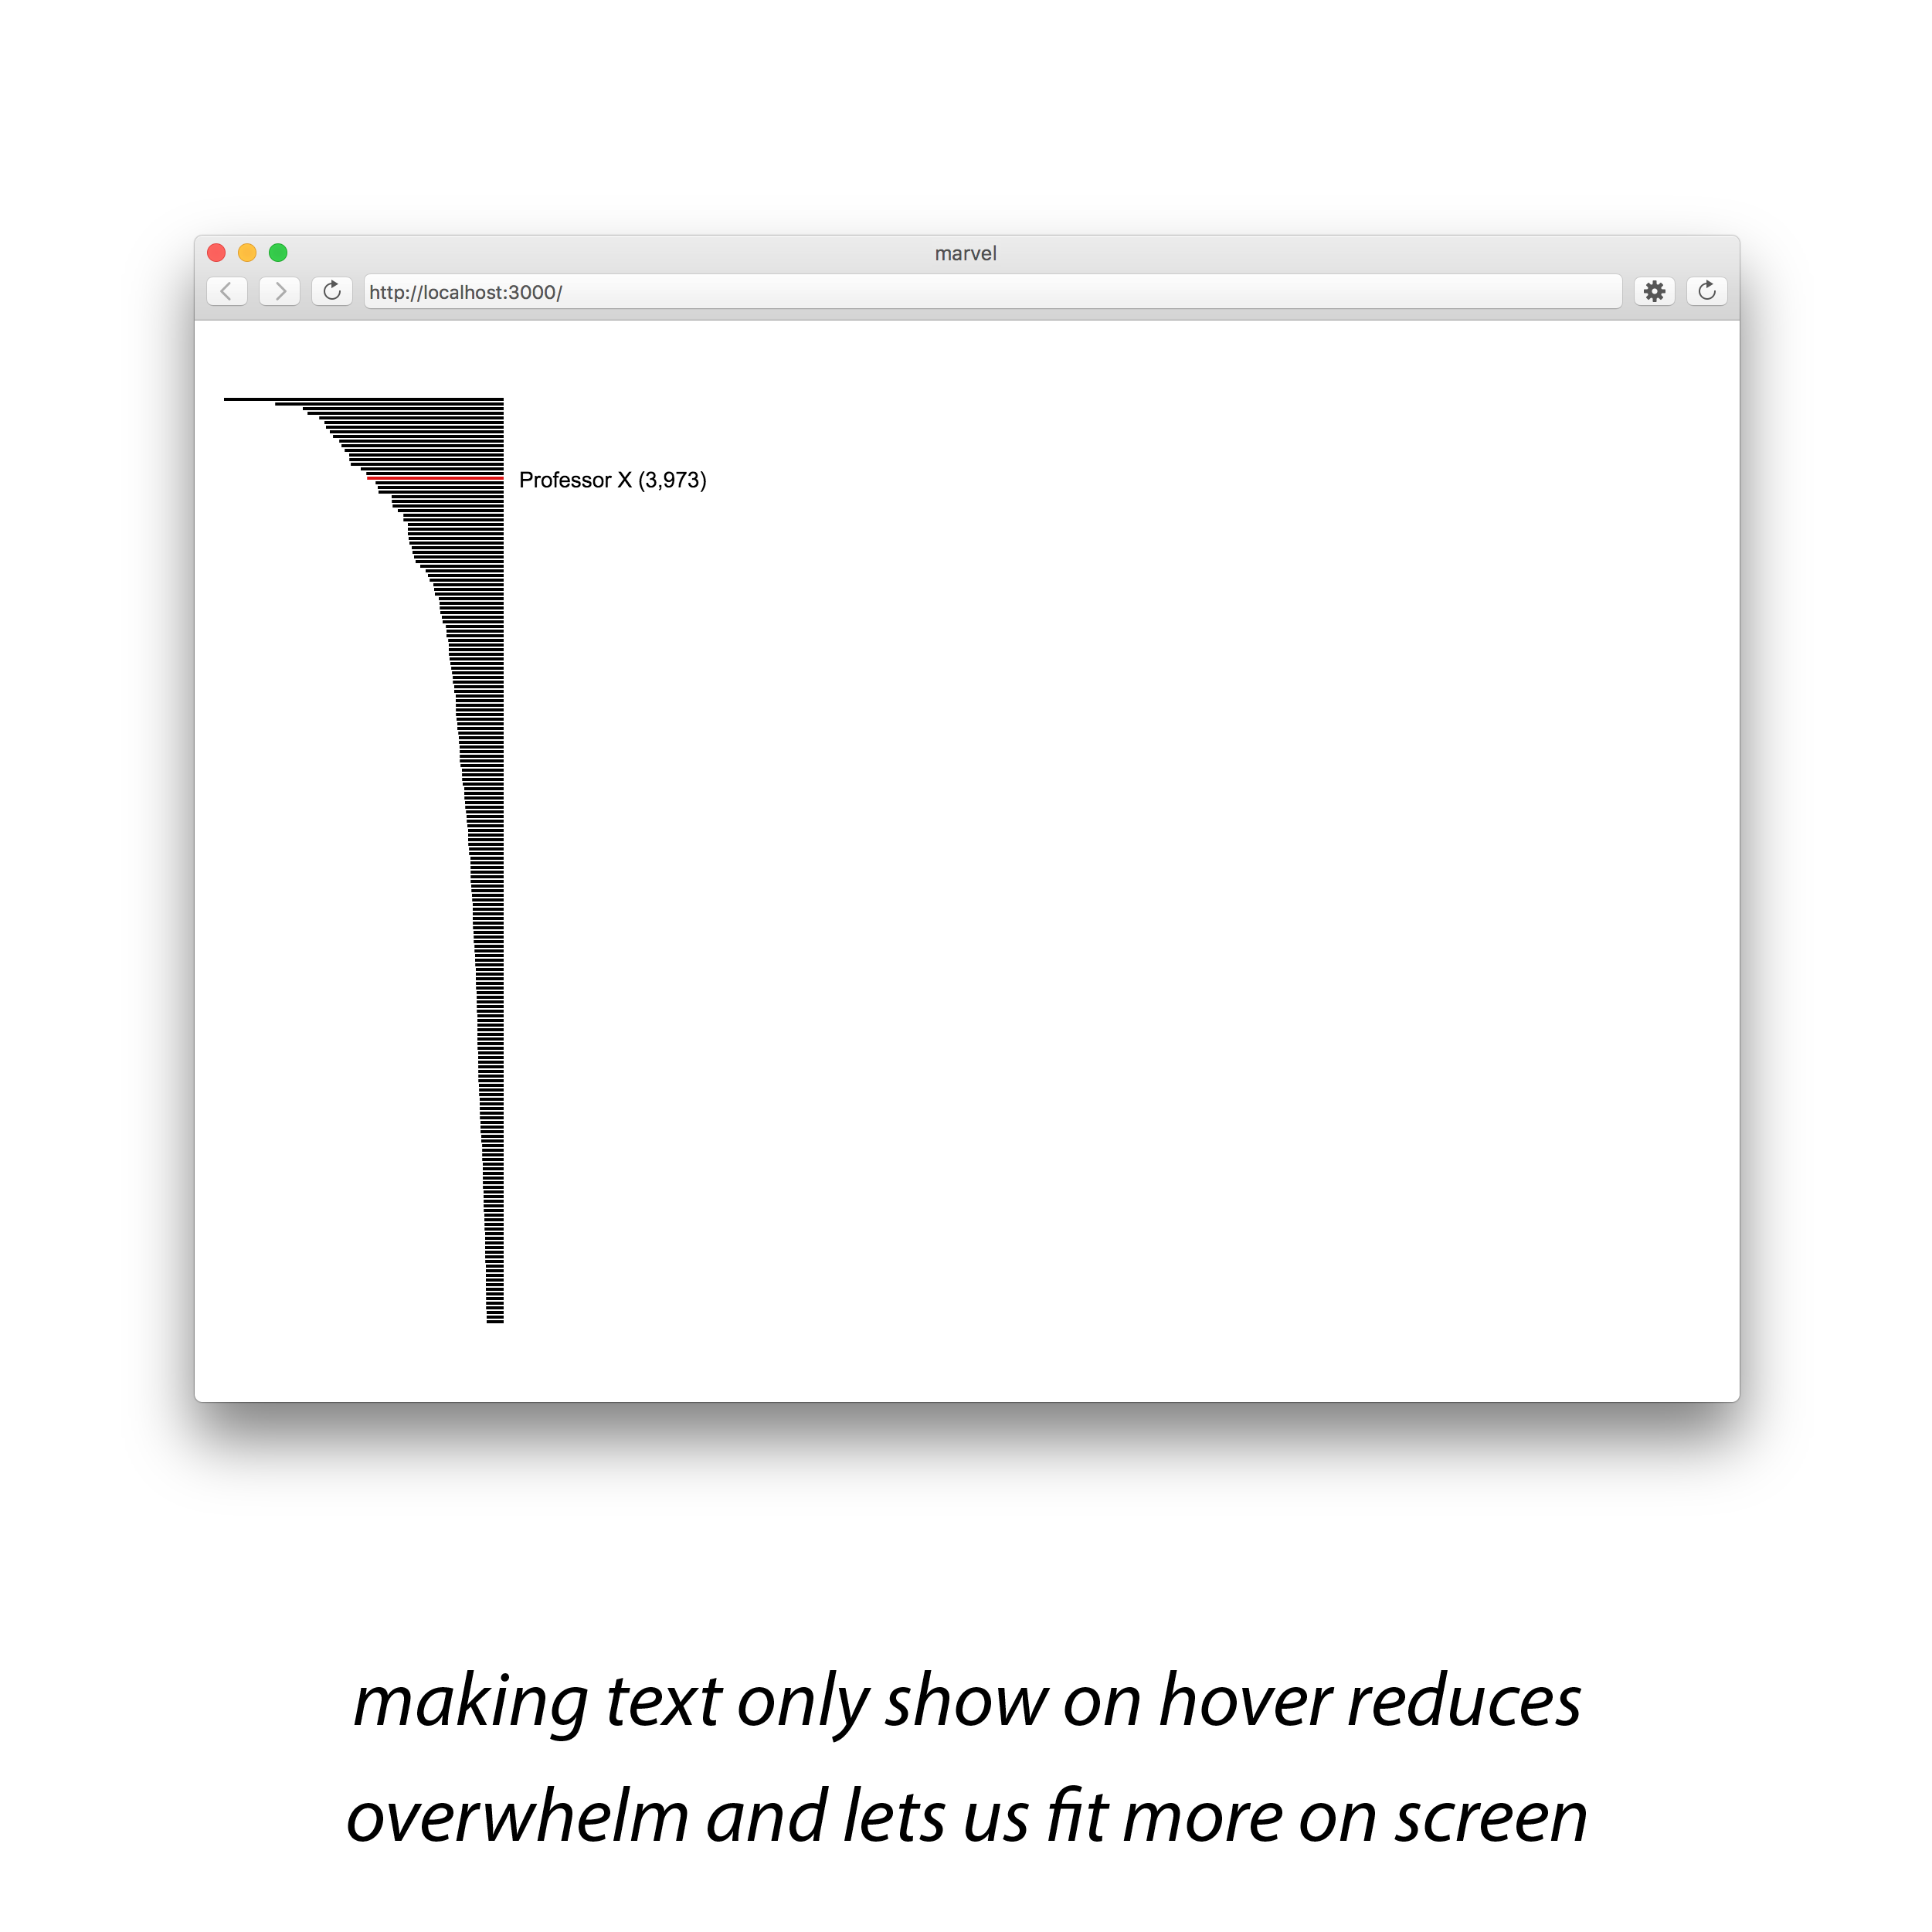 marvel
http://localhost:3000/
Professor X (3,973)
making text only show on hover reduces
overwhelm and lets us fit more on screen